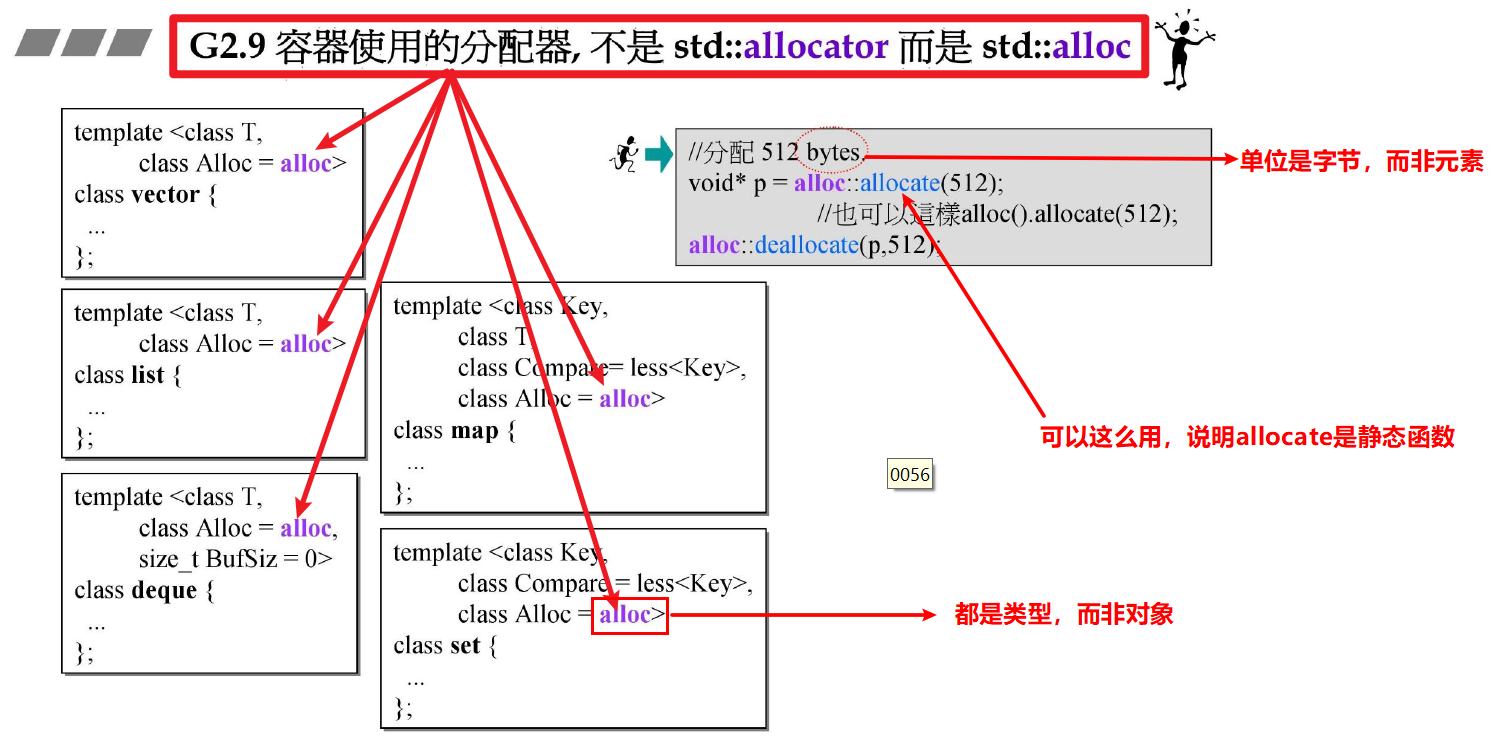 G2.9 容器使用的分配器, 不是 std::allocator 而是 std::alloc
template <class T,
class Alloc = alloc>
class vector {
...
};
template <class T,
class Alloc = alloc>
class list {
...
};
template <class T,
class Alloc = alloc,
size_t BufSiz = 0>
class deque {
...
};
template <class Key,
class T,
class Compare= less<Key>,
class Alloc = alloc>
class map {
...
};
template <class Key,
class Compare = less<Key>,
class Alloc = alloc>
class set {
...
};
//分配 512 bytes.
void* p = alloc::allocate(512);
//也可以這樣alloc().allocate(512);
alloc::deallocate(p,512);
单位是字节，而非元素
可以这么用，说明allocate是静态函数
0056
都是类型，而非对象